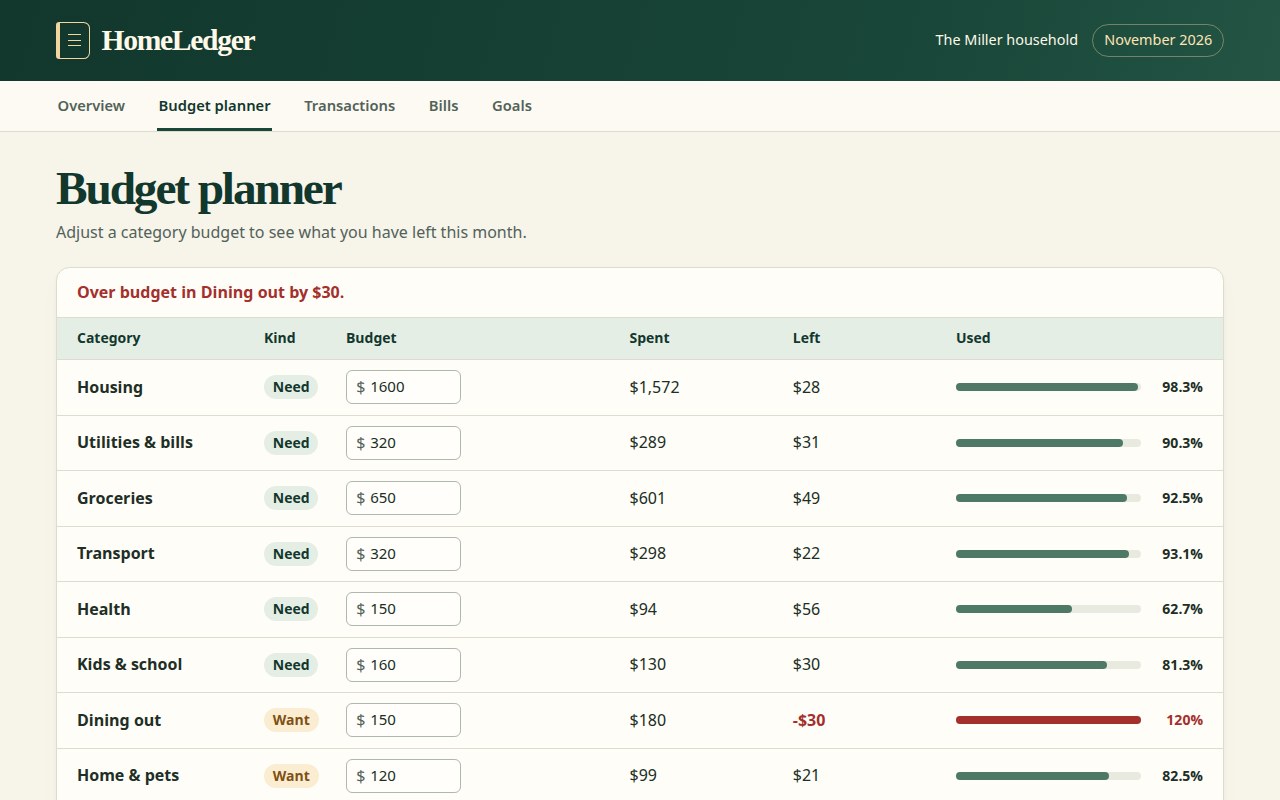 HomeLedger
The Miller household November 2026
Overview Budget planner Transactions Bills Goals
Budget planner
Adjust a category budget to see what you have left this month.
Over budget in Dining out by $30.
Category Kind Budget Spent Left Used
Housing Need $ 1600 $1,572 $28 98.3%
Utilities & bills Need $ 320 $289 $31 90.3%
Groceries Need $ 650 $601 $49 92.5%
Transport Need $ 320 $298 $22 93.1%
Health Need $ 150 $94 $56 62.7%
Kids & school Need $ 160 $130 $30 81.3%
Dining out Want $ 150 $180 -$30 120%
Home & pets Want $ 120 $99 $21 82.5%